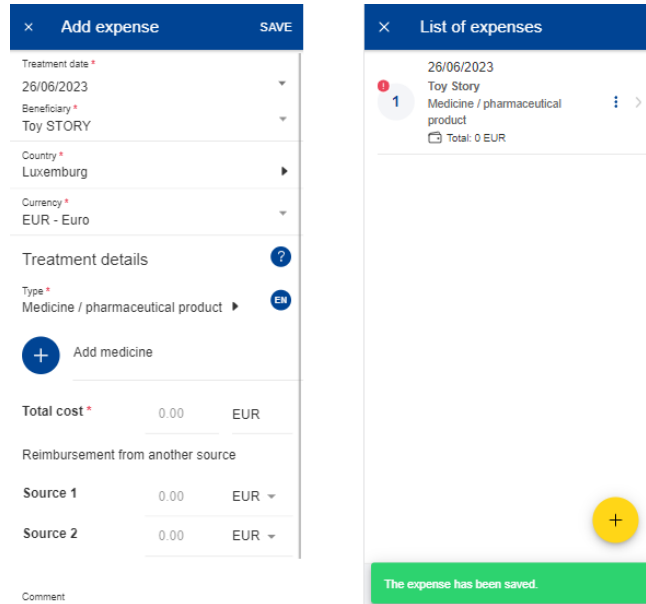 × Add expense SAVE
Treatment date *
26/06/2023
Beneficiary *
Toy STORY
Country *
Luxemburg
Currency *
EUR - Euro
Treatment details ?
Type *
Medicine / pharmaceutical product EN
+ Add medicine
Total cost * 0.00 EUR
Reimbursement from another source
Source 1 0.00 EUR
Source 2 0.00 EUR
Comment
× List of expenses
26/06/2023
! Toy Story
1 Medicine / pharmaceutical
product
Total: 0 EUR
+
The expense has been saved.